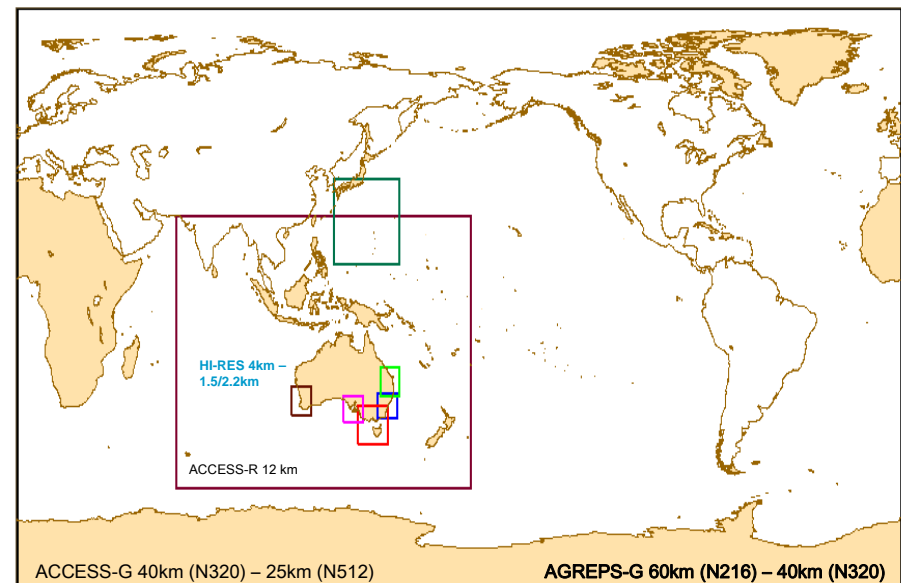 HI-RES 4km –
1.5/2.2km
ACCESS-R 12 km
ACCESS-G 40km (N320) – 25km (N512)
AGREPS-G 60km (N216) – 40km (N320)